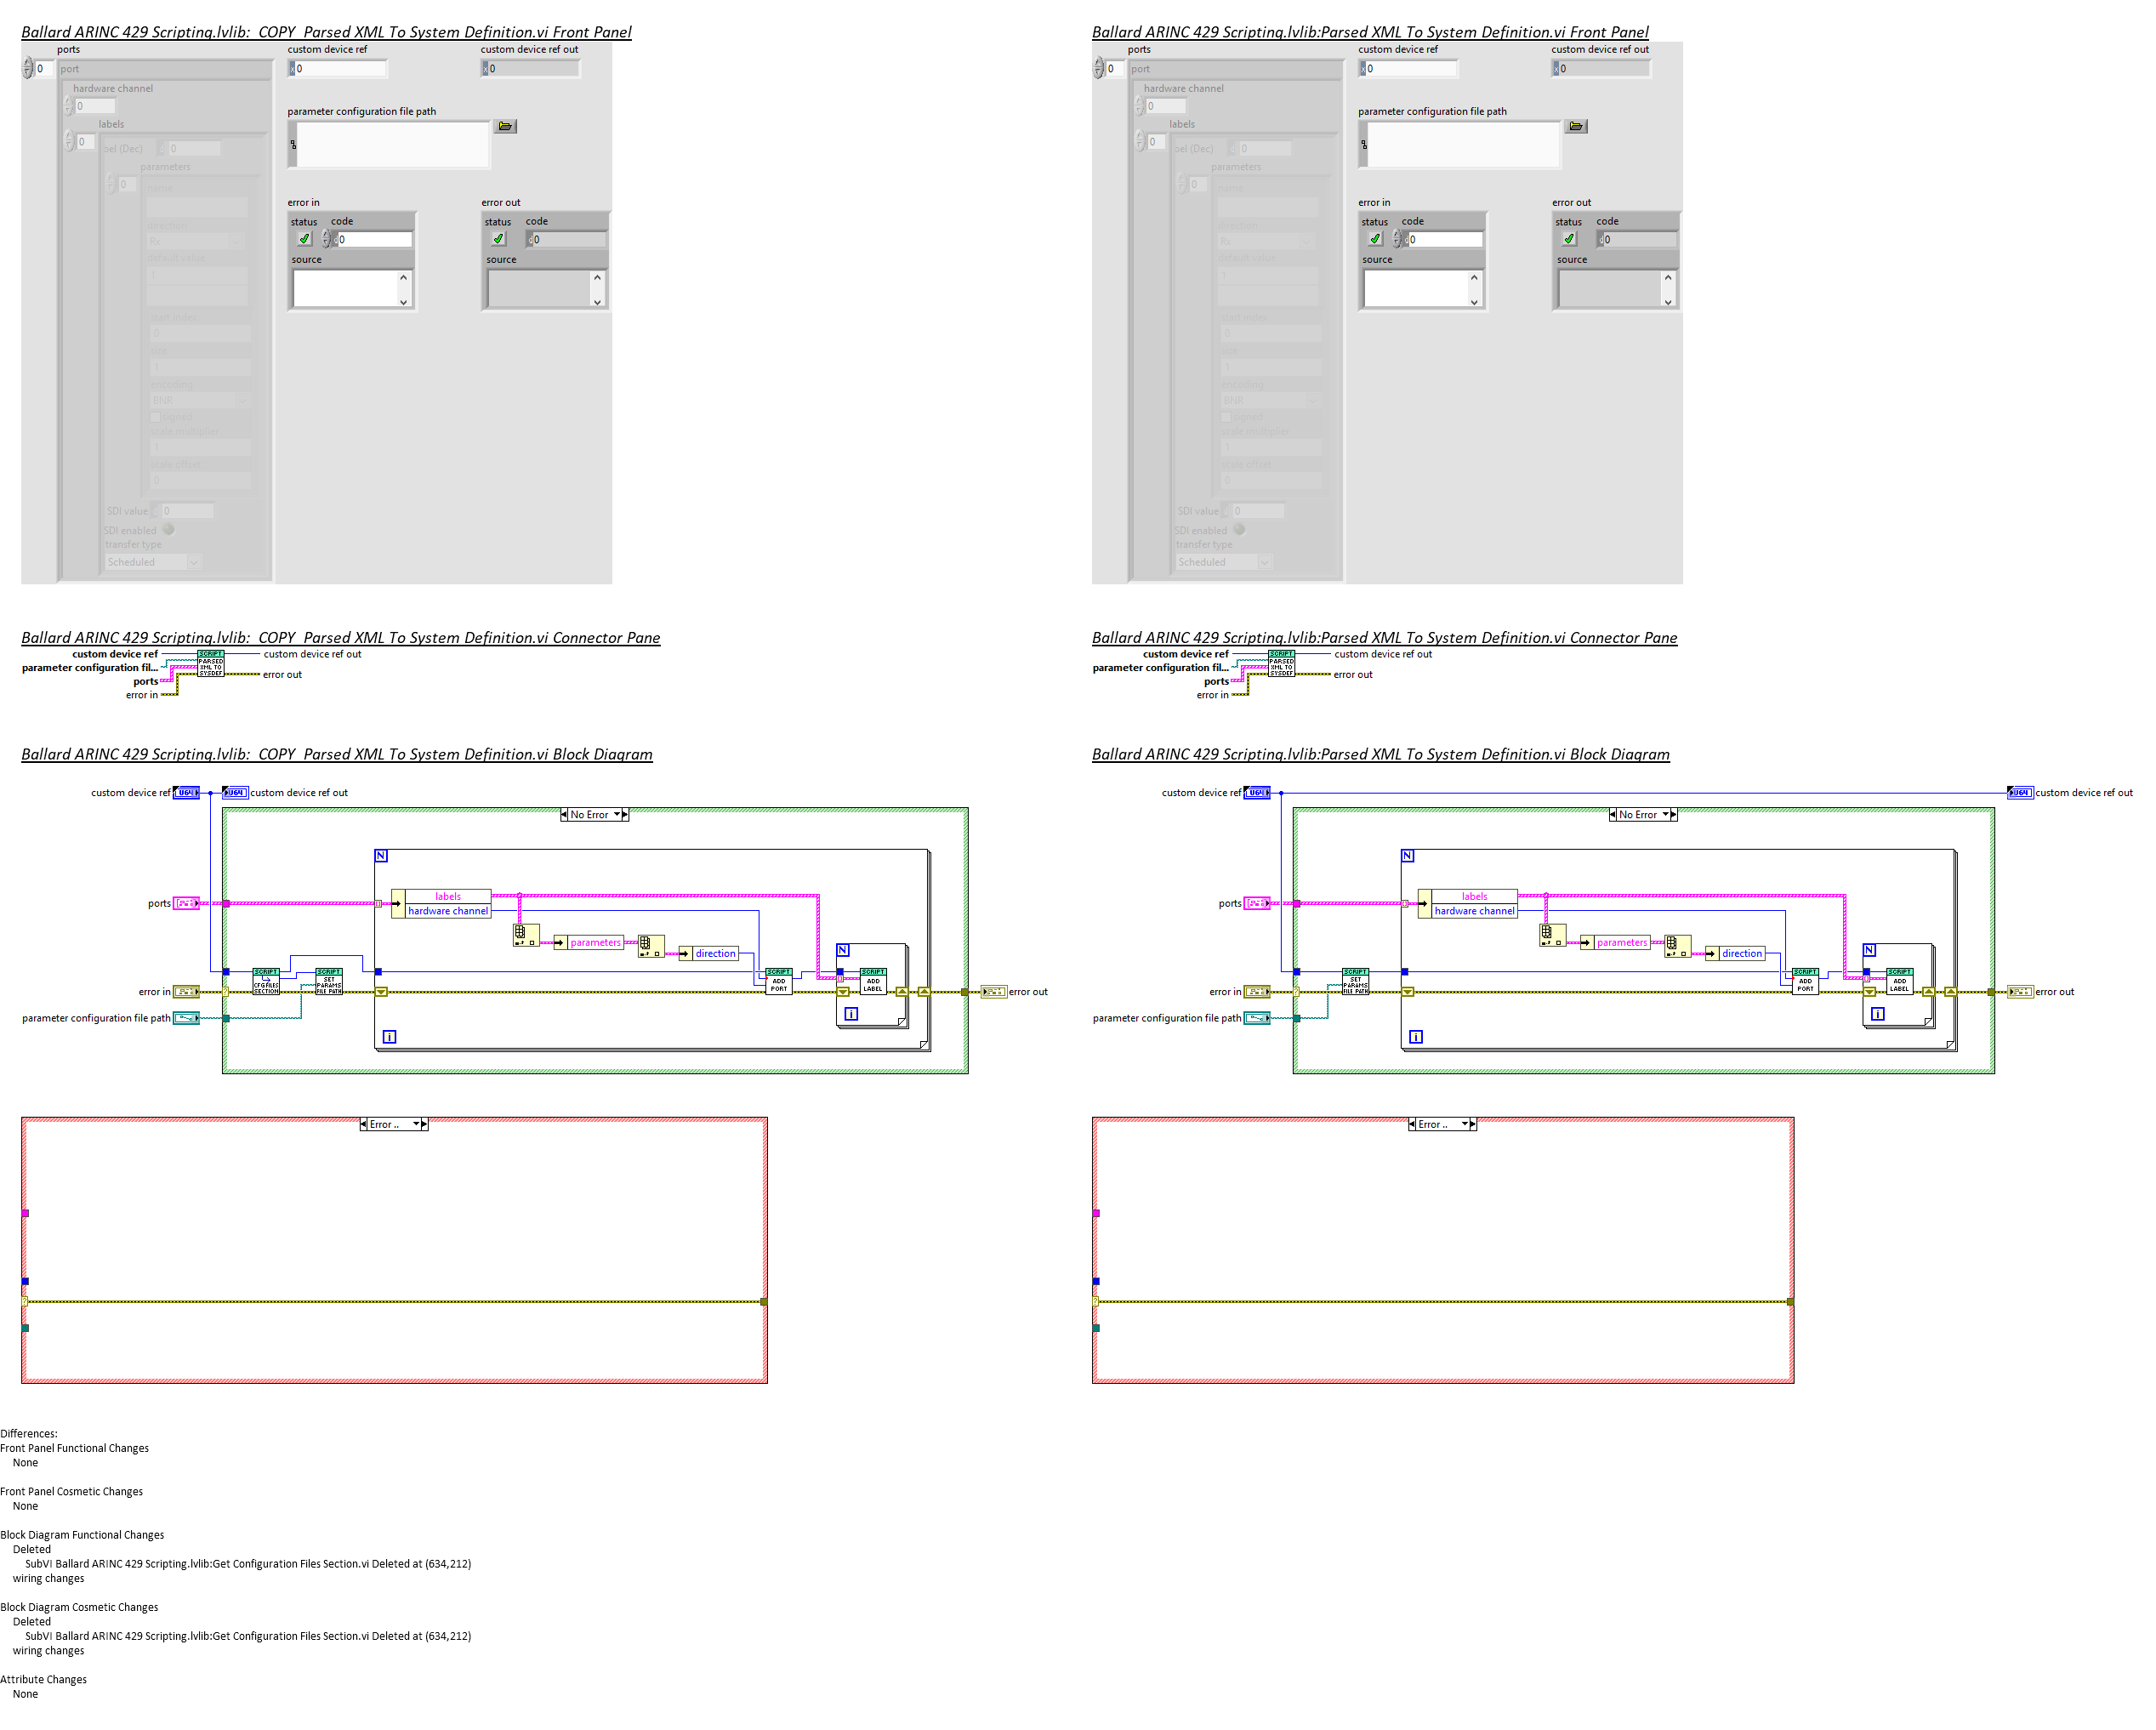 Ballard ARINC 429 Scripting.lvlib:  COPY  Parsed XML To System Definition.vi Front Panel
ports
custom device ref
custom device ref out
0
port
0
0
hardware channel
0
parameter configuration file path
labels
0
bel (Dec)
0
parameters
0
name
direction
Rx
default value
1
start index
0
1
encoding
BNR
signed
scale multiplier
1
scale offset
0
SDI value
0
SDI enabled
transfer type
Scheduled
error in
error out
status
code
status
code
0
0
source
source
Ballard ARINC 429 Scripting.lvlib:Parsed XML To System Definition.vi Front Panel
ports
custom device ref
custom device ref out
0
port
0
0
hardware channel
0
parameter configuration file path
labels
0
bel (Dec)
0
parameters
0
name
direction
Rx
default value
1
start index
0
1
encoding
BNR
signed
scale multiplier
1
scale offset
0
SDI value
0
SDI enabled
transfer type
Scheduled
error in
error out
status
code
status
code
0
0
source
source
Ballard ARINC 429 Scripting.lvlib:  COPY  Parsed XML To System Definition.vi Connector Pane
custom device ref
parameter configuration fil...
ports
error in
SCRIPT
PARSED
XML TO
SYSDEF
custom device ref out
error out
Ballard ARINC 429 Scripting.lvlib:Parsed XML To System Definition.vi Connector Pane
custom device ref
parameter configuration fil...
ports
error in
SCRIPT
PARSED
XML TO
SYSDEF
custom device ref out
error out
Ballard ARINC 429 Scripting.lvlib:  COPY  Parsed XML To System Definition.vi Block Diagram
custom device ref
U64
U64
custom device ref out
No Error
N
ports
labels
hardware channel
parameters
direction
N
SCRIPT
CFG FILES
SECTION
SCRIPT
SET
PARAMS
FILE PATH
SCRIPT
ADD
PORT
SCRIPT
ADD
LABEL
error in
error out
parameter configuration file path
i
i
Error ..
Ballard ARINC 429 Scripting.lvlib:Parsed XML To System Definition.vi Block Diagram
custom device ref
U64
U64
custom device ref out
No Error
N
ports
labels
hardware channel
parameters
direction
N
SCRIPT
SET
PARAMS
FILE PATH
SCRIPT
ADD
PORT
SCRIPT
ADD
LABEL
error in
error out
parameter configuration file path
i
i
Error ..
Differences:
Front Panel Functional Changes
None
Front Panel Cosmetic Changes
None
Block Diagram Functional Changes
Deleted
SubVI Ballard ARINC 429 Scripting.lvlib:Get Configuration Files Section.vi Deleted at (634,212)
wiring changes
Block Diagram Cosmetic Changes
Deleted
SubVI Ballard ARINC 429 Scripting.lvlib:Get Configuration Files Section.vi Deleted at (634,212)
wiring changes
Attribute Changes
None